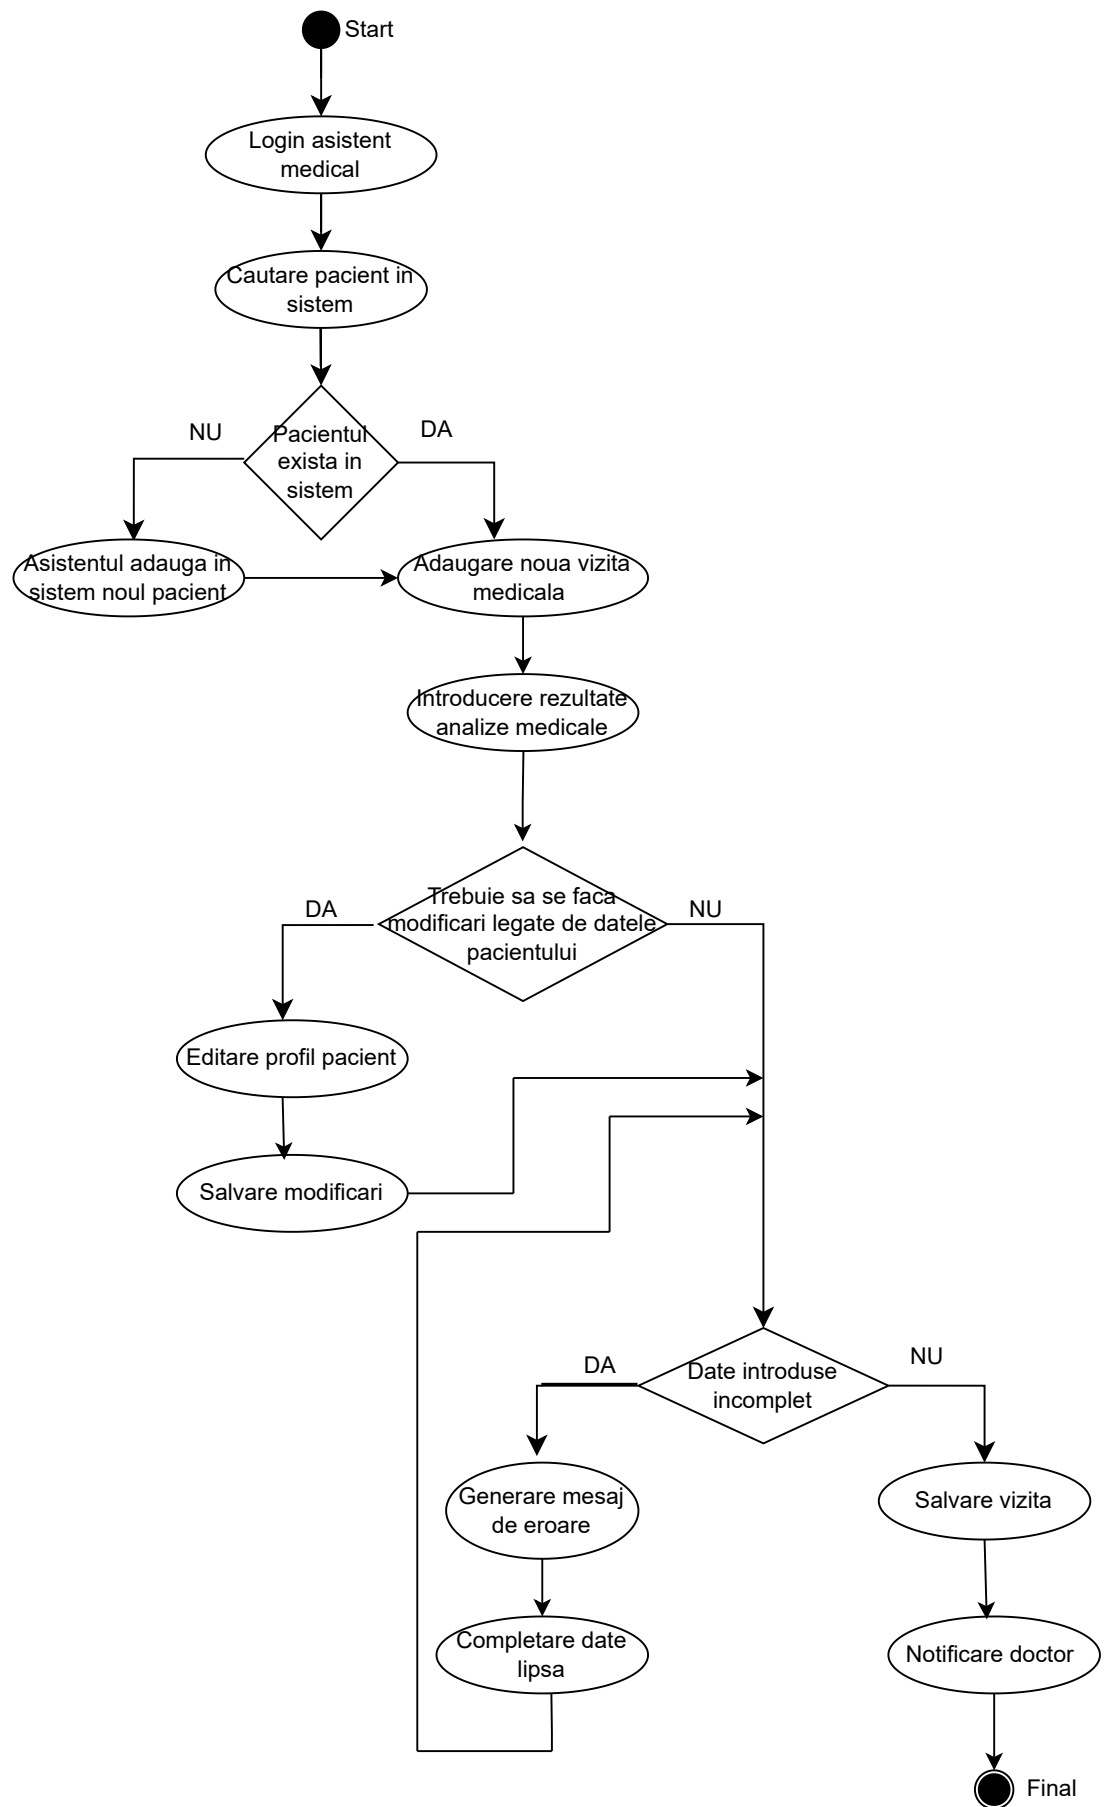 Start
Login asistent
medical
Cautare pacient in
sistem
NU
DA
Pacientul
exista in
sistem
Asistentul adauga in
sistem noul pacient
Adaugare noua vizita
medicala
Introducere rezultate
analize medicale
DA
Trebuie sa se faca
modificari legate de datele
pacientului
NU
Editare profil pacient
Salvare modificari
DA
Date introduse
incomplet
NU
Generare mesaj
de eroare
Salvare vizita
Completare date
lipsa
Notificare doctor
Final